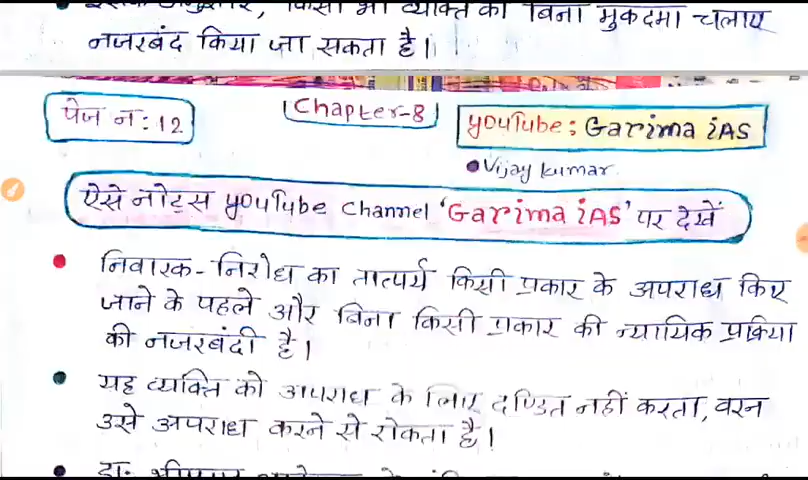 बिना मुकदमा चलाए
नजरबंद किया जा सकता है।
पेज न: 12
Chapter-8
YouTube: Garima iAS
Vijay kumar
ऐसे नोट्स YouTube Channel 'Garima iAS' पर देखें
निवारक-निरोध का तात्पर्य किसी प्रकार के अपराध किए
जाने के पहले और बिना किसी प्रकार की न्यायिक प्रक्रिया
की नजरबंदी है।
यह व्यक्ति को अपराध के लिए दण्डित नहीं करता, वरन
उसे अपराध करने से रोकता है।